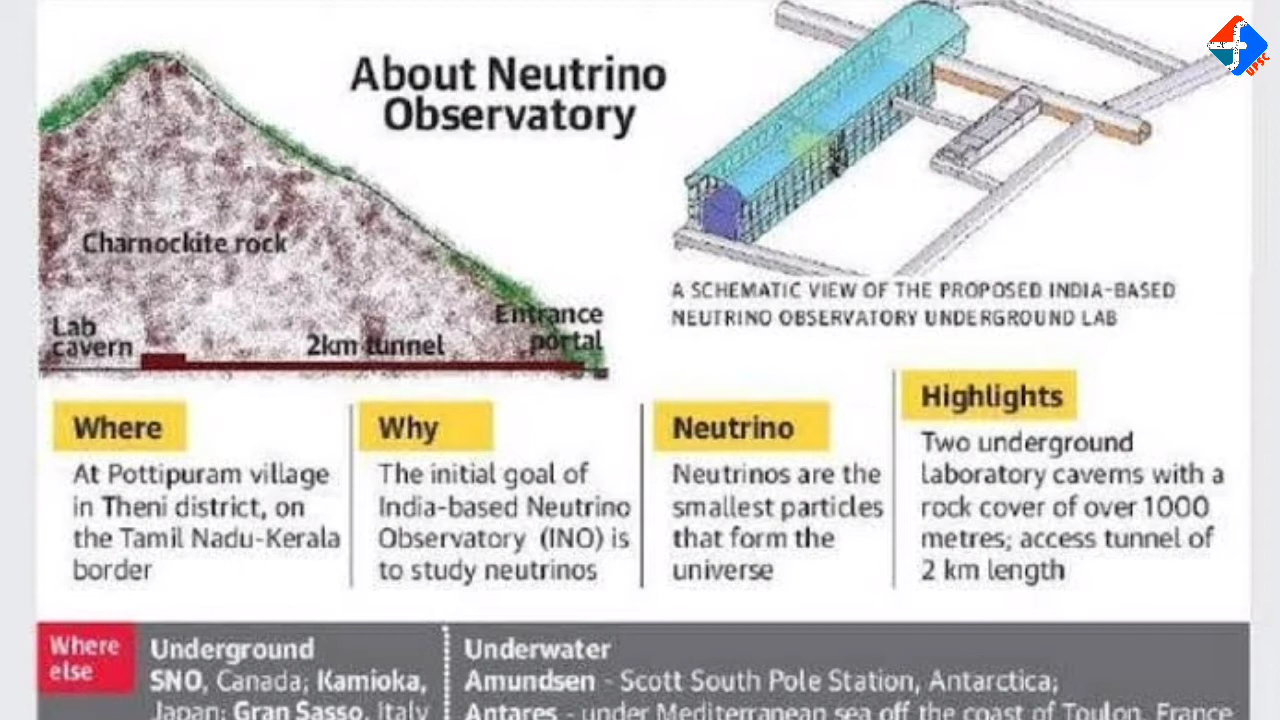 About Neutrino
Observatory
Charnockite rock
Lab
cavern
2km tunnel
Entrance
portal
A SCHEMATIC VIEW OF THE PROPOSED INDIA-BASED
NEUTRINO OBSERVATORY UNDERGROUND LAB
Where
At Pottipuram village
in Theni district, on
the Tamil Nadu-Kerala
border
Why
The initial goal of
India-based Neutrino
Observatory (INO) is
to study neutrinos
Neutrino
Neutrinos are the
smallest particles
that form the
universe
Highlights
Two underground
laboratory caverns with a
rock cover of over 1000
metres; access tunnel of
2 km length
Where
else
Underground
SNO, Canada; Kamioka,
Japan; Gran Sasso, Italy
Underwater
Amundsen - Scott South Pole Station, Antarctica;
Antares - under Mediterranean sea off the coast of Toulon, France
UPSC